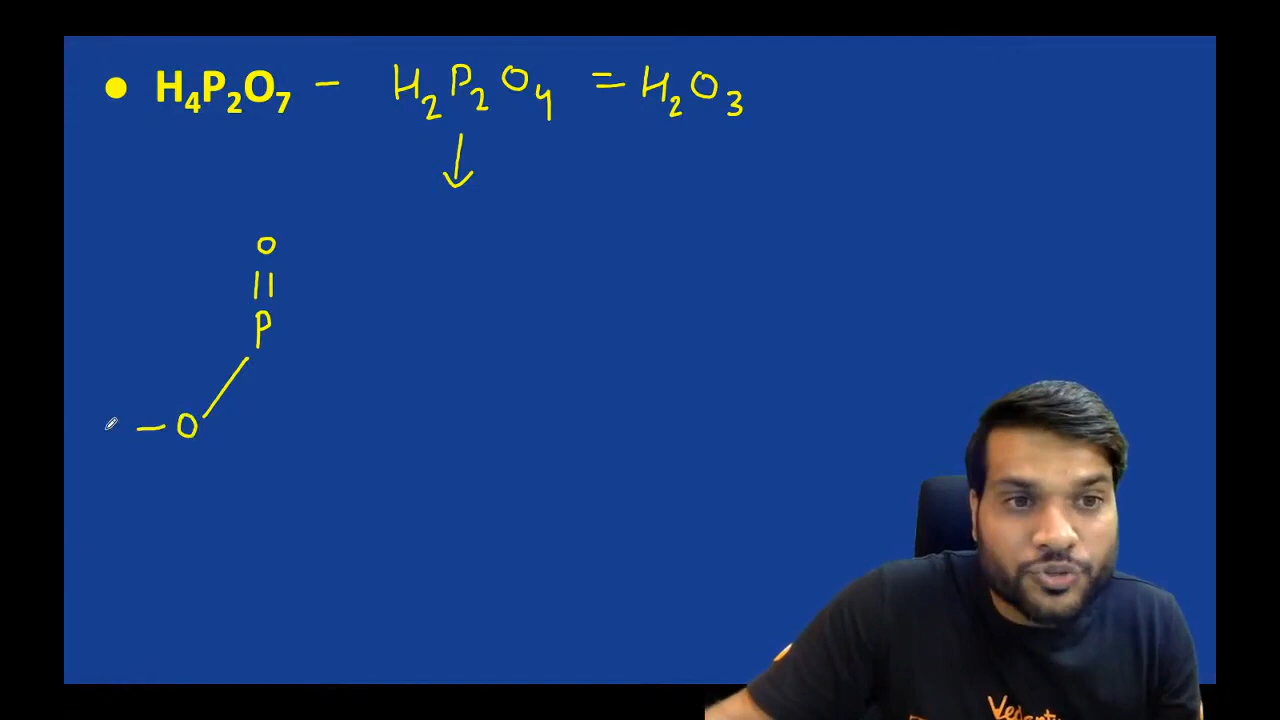 ● H₄P₂O₇ – H₂P₂O₄ = H₂O₃
↓
O
||
P
– O